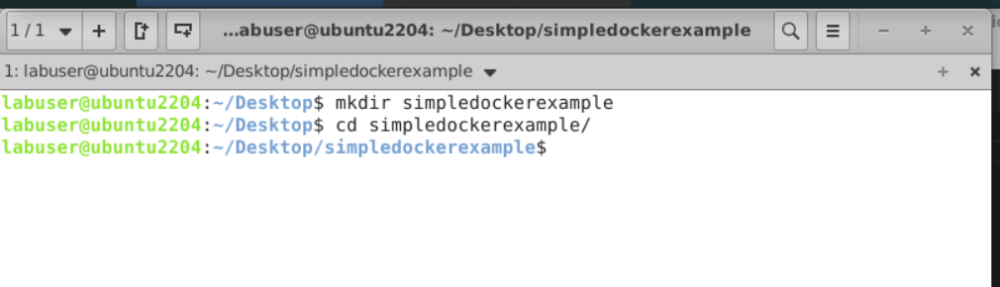 1 / 1
...abuser@ubuntu2204: ~/Desktop/simpledockerexample
1: labuser@ubuntu2204: ~/Desktop/simpledockerexample
labuser@ubuntu2204:~/Desktop$ mkdir simpledockerexample
labuser@ubuntu2204:~/Desktop$ cd simpledockerexample/
labuser@ubuntu2204:~/Desktop/simpledockerexample$